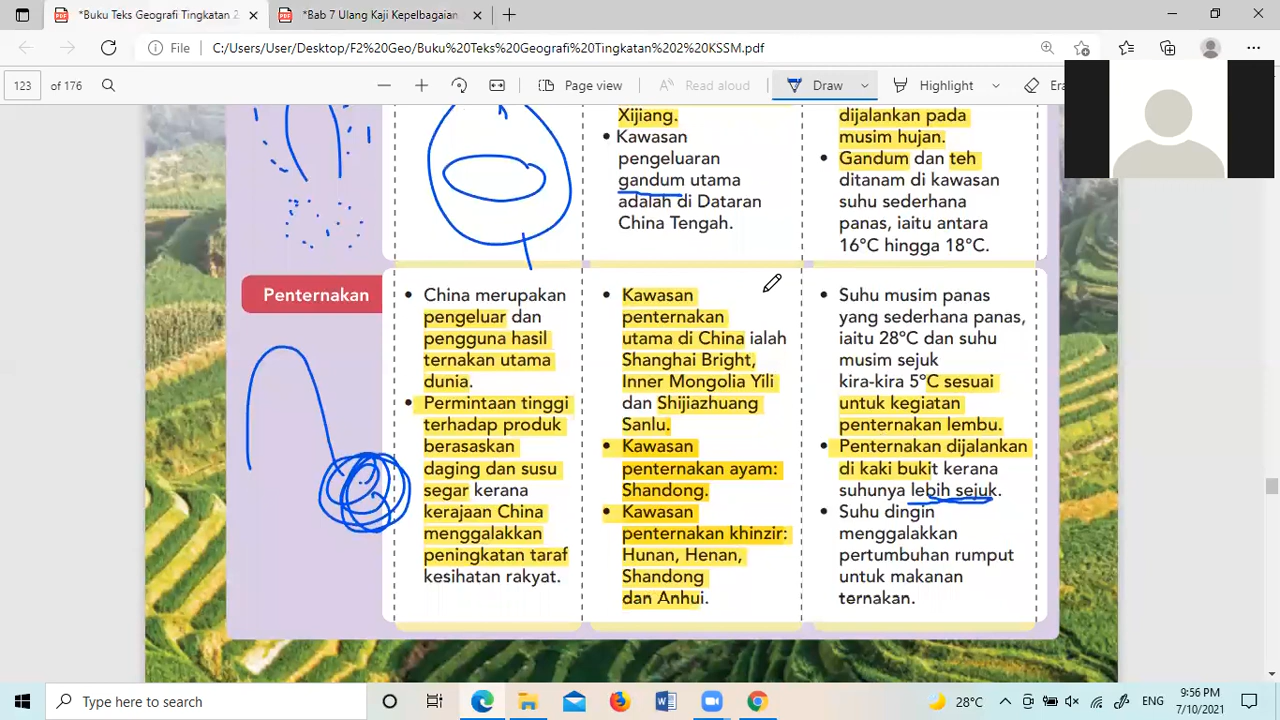 *Buku Teks Geografi Tingkatan 2
*Bab 7 Ulang Kaji Kepelbagaian
File
C:/Users/User/Desktop/F2%20Geo/Buku%20Teks%20Geografi%20Tingkatan%202%20KSSM.pdf
123
of 176
Page view
Read aloud
Draw
Highlight
Era
Xijiang.
• Kawasan
pengeluaran
gandum utama
adalah di Dataran
China Tengah.
dijalankan pada
musim hujan.
• Gandum dan teh
ditanam di kawasan
suhu sederhana
panas, iaitu antara
16°C hingga 18°C.
Penternakan
• China merupakan
pengeluar dan
pengguna hasil
ternakan utama
dunia.
• Permintaan tinggi
terhadap produk
berasaskan
daging dan susu
segar kerana
kerajaan China
menggalakkan
peningkatan taraf
kesihatan rakyat.
• Kawasan
penternakan
utama di China ialah
Shanghai Bright,
Inner Mongolia Yili
dan Shijiazhuang
Sanlu.
• Kawasan
penternakan ayam:
Shandong.
• Kawasan
penternakan khinzir:
Hunan, Henan,
Shandong
dan Anhui.
• Suhu musim panas
yang sederhana panas,
iaitu 28°C dan suhu
musim sejuk
kira-kira 5°C sesuai
untuk kegiatan
penternakan lembu.
• Penternakan dijalankan
di kaki bukit kerana
suhunya lebih sejuk.
• Suhu dingin
menggalakkan
pertumbuhan rumput
untuk makanan
ternakan.
Type here to search
28°C
ENG
9:56 PM
7/10/2021